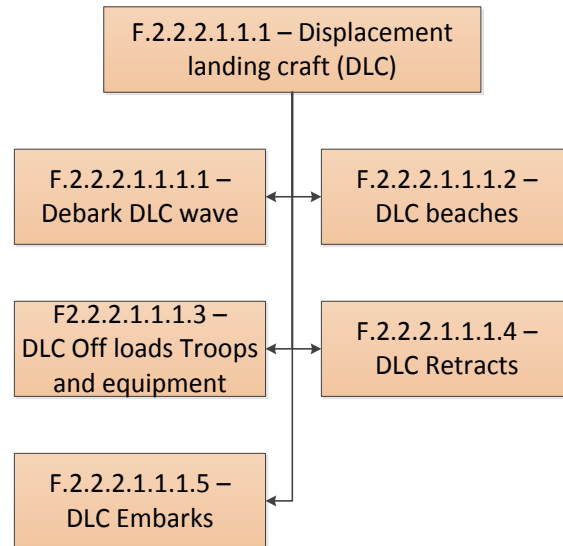 F.2.2.2.1.1.1 – Displacement
landing craft (DLC)
F.2.2.2.1.1.1.1 –
Debark DLC wave
F.2.2.2.1.1.1.2 –
DLC beaches
F2.2.2.1.1.1.3 –
DLC Off loads Troops
and equipment
F.2.2.2.1.1.1.4 –
DLC Retracts
F.2.2.2.1.1.1.5 –
DLC Embarks